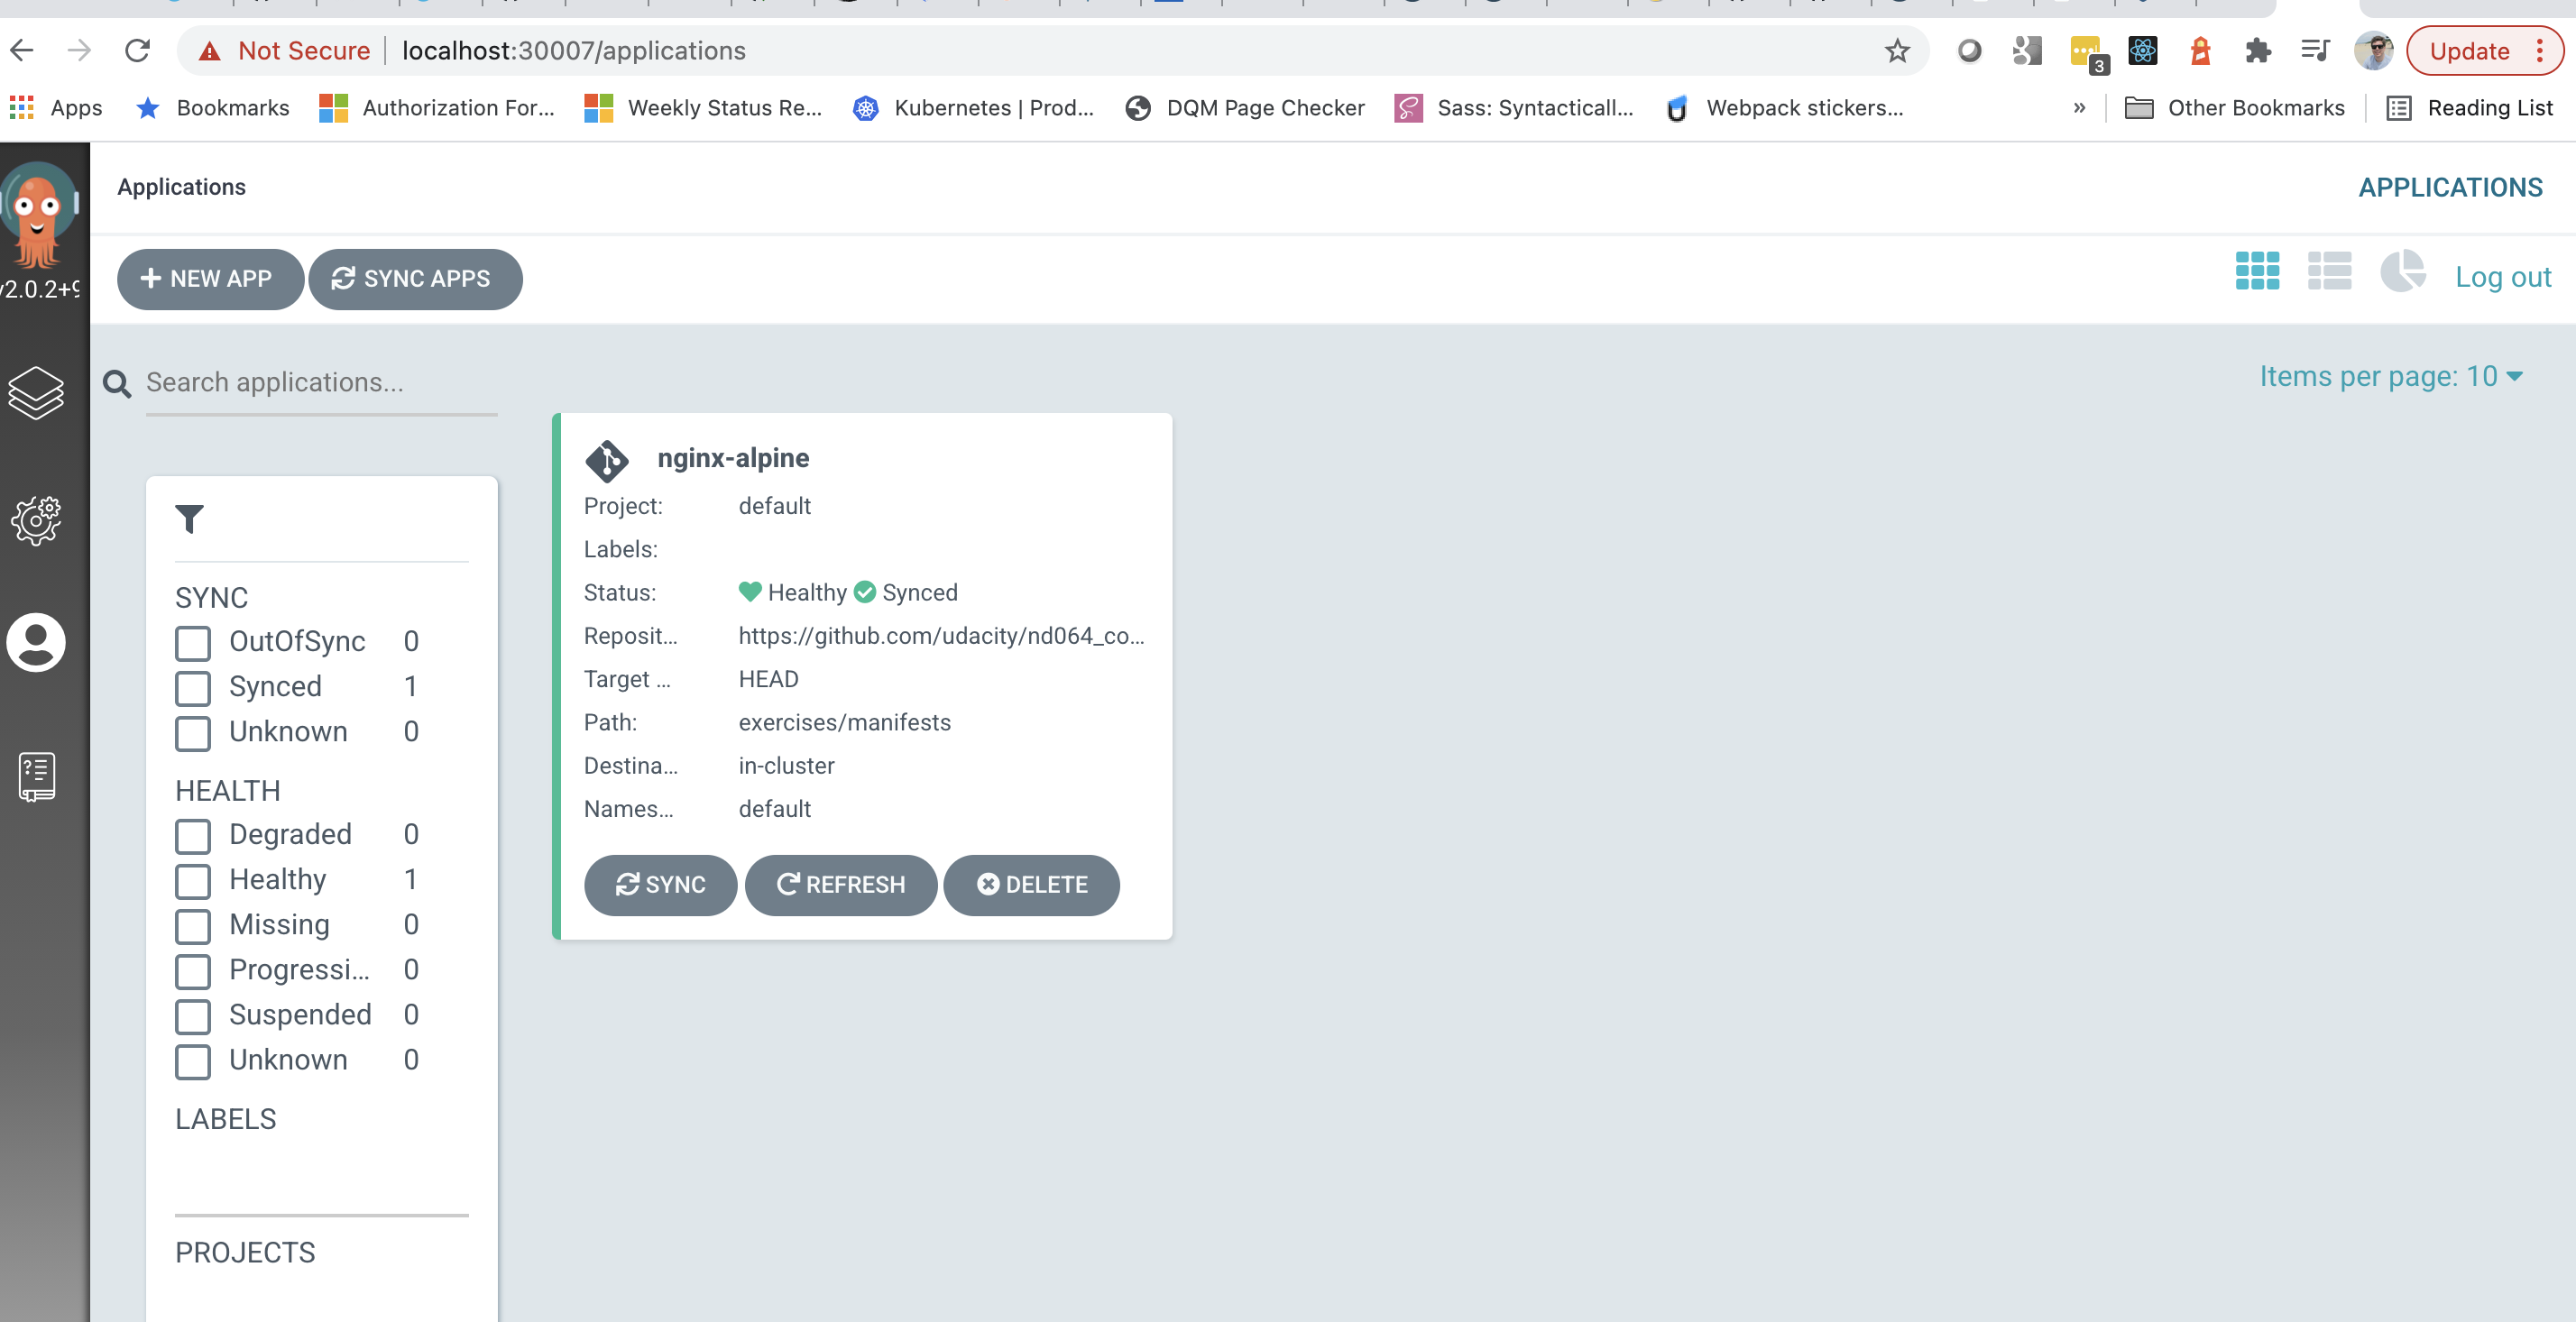 Not Secure localhost:30007/applications
3
Update
Apps Bookmarks Authorization For... Weekly Status Re... Kubernetes | Prod... DQM Page Checker Sass: Syntacticall... Webpack stickers... » Other Bookmarks Reading List
Applications APPLICATIONS
v2.0.2+9
NEW APP SYNC APPS Log out
Search applications...
Items per page: 10
SYNC
OutOfSync 0
Synced 1
Unknown 0
HEALTH
Degraded 0
Healthy 1
Missing 0
Progressi... 0
Suspended 0
Unknown 0
LABELS
PROJECTS
nginx-alpine
Project: default
Labels:
Status: Healthy Synced
Reposit... https://github.com/udacity/nd064_co...
Target ... HEAD
Path: exercises/manifests
Destina... in-cluster
Names... default
SYNC REFRESH DELETE